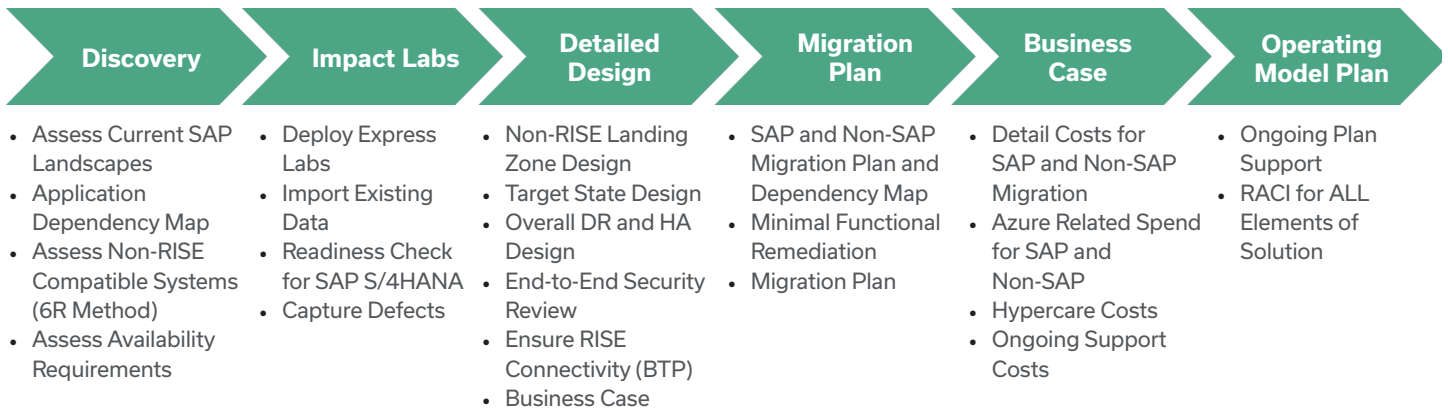 Discovery
Impact Labs
Detailed
Design
Migration
Plan
Business
Case
Operating
Model Plan
• Assess Current SAP
Landscapes
• Application
Dependency Map
• Assess Non-RISE
Compatible Systems
(6R Method)
• Assess Availability
Requirements
• Deploy Express
Labs
• Import Existing
Data
• Readiness Check
for SAP S/4HANA
• Capture Defects
• Non-RISE Landing
Zone Design
• Target State Design
• Overall DR and HA
Design
• End-to-End Security
Review
• Ensure RISE
Connectivity (BTP)
• Business Case
• SAP and Non-SAP
Migration Plan and
Dependency Map
• Minimal Functional
Remediation
• Migration Plan
• Detail Costs for
SAP and Non-SAP
Migration
• Azure Related Spend
for SAP and
Non-SAP
• Hypercare Costs
• Ongoing Support
Costs
• Ongoing Plan
Support
• RACI for ALL
Elements of
Solution